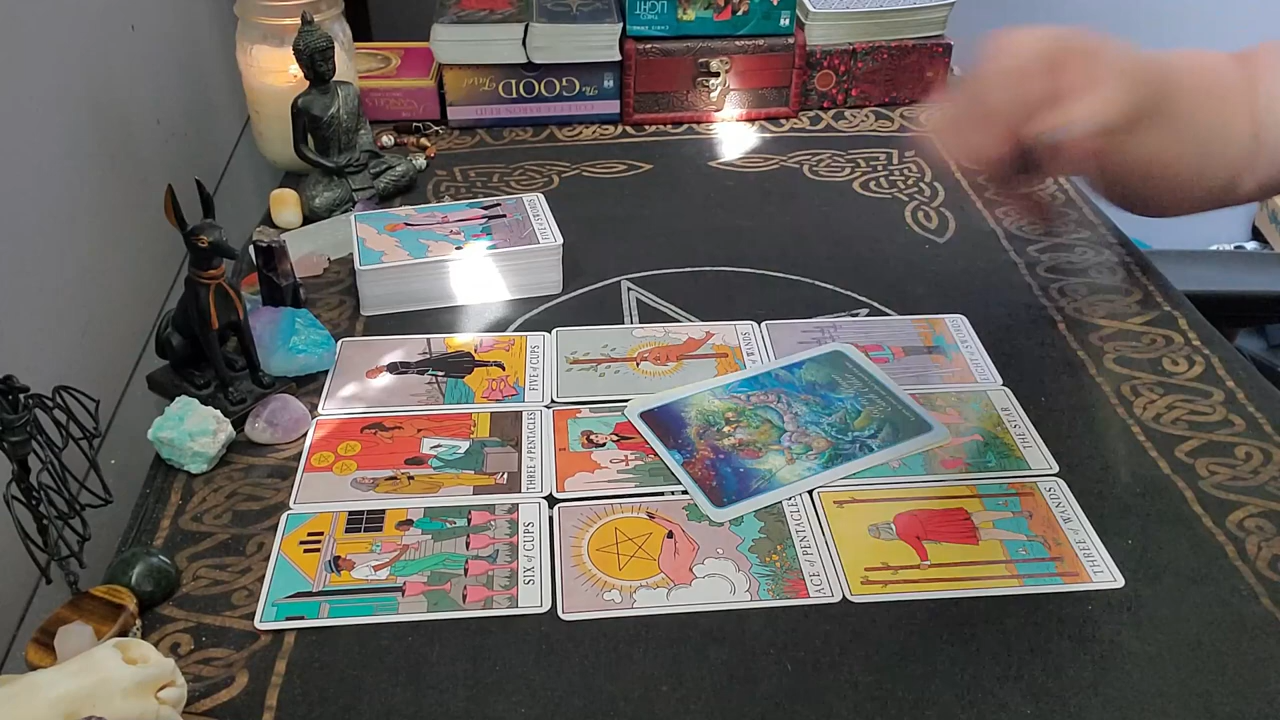 LIGHT
The GOOD Tarot
COLETTE BARON-REID
FIVE of SWORDS
FIVE of CUPS
of WANDS
EIGHT of SWORDS
THREE of PENTACLES
THE STAR
SIX of CUPS
ACE of PENTACLES
THREE of WANDS